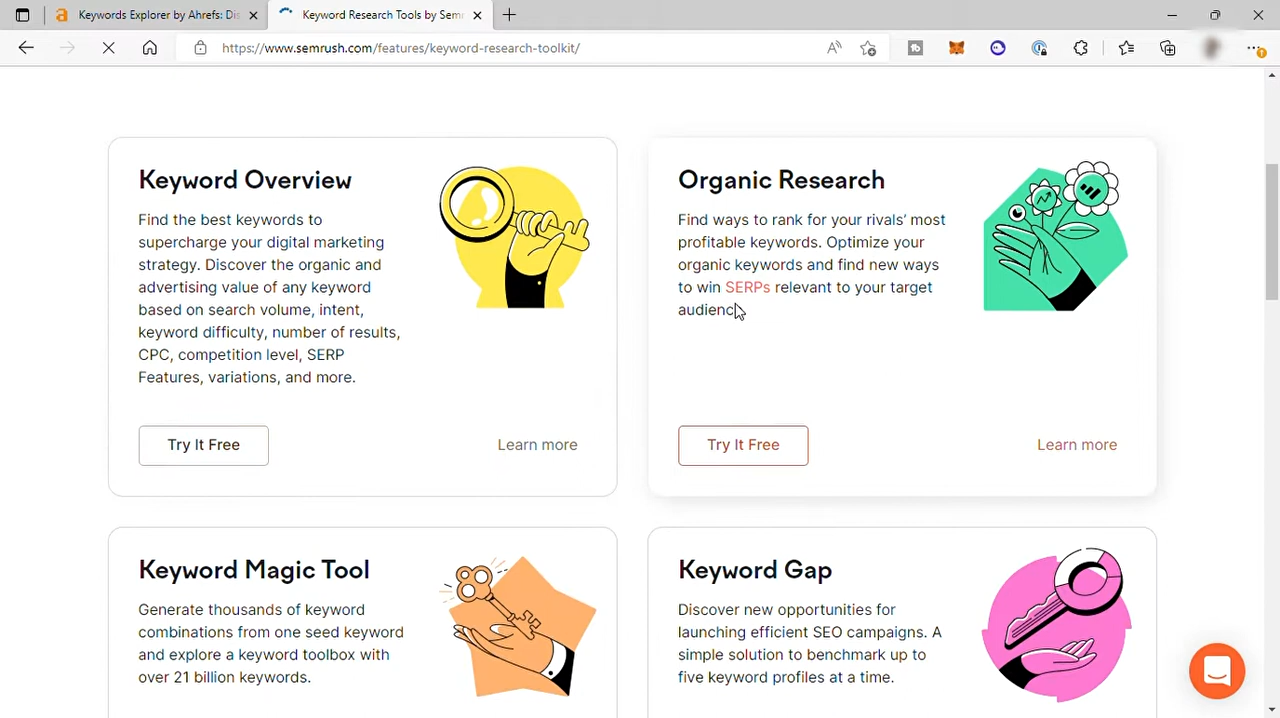 Keywords Explorer by Ahrefs: Dis
Keyword Research Tools by Semr
https://www.semrush.com/features/keyword-research-toolkit/
Keyword Overview
Find the best keywords to
supercharge your digital marketing
strategy. Discover the organic and
advertising value of any keyword
based on search volume, intent,
keyword difficulty, number of results,
CPC, competition level, SERP
Features, variations, and more.
Try It Free
Learn more
Organic Research
Find ways to rank for your rivals’ most
profitable keywords. Optimize your
organic keywords and find new ways
to win SERPs relevant to your target
audience
Try It Free
Learn more
Keyword Magic Tool
Generate thousands of keyword
combinations from one seed keyword
and explore a keyword toolbox with
over 21 billion keywords.
Keyword Gap
Discover new opportunities for
launching efficient SEO campaigns. A
simple solution to benchmark up to
five keyword profiles at a time.